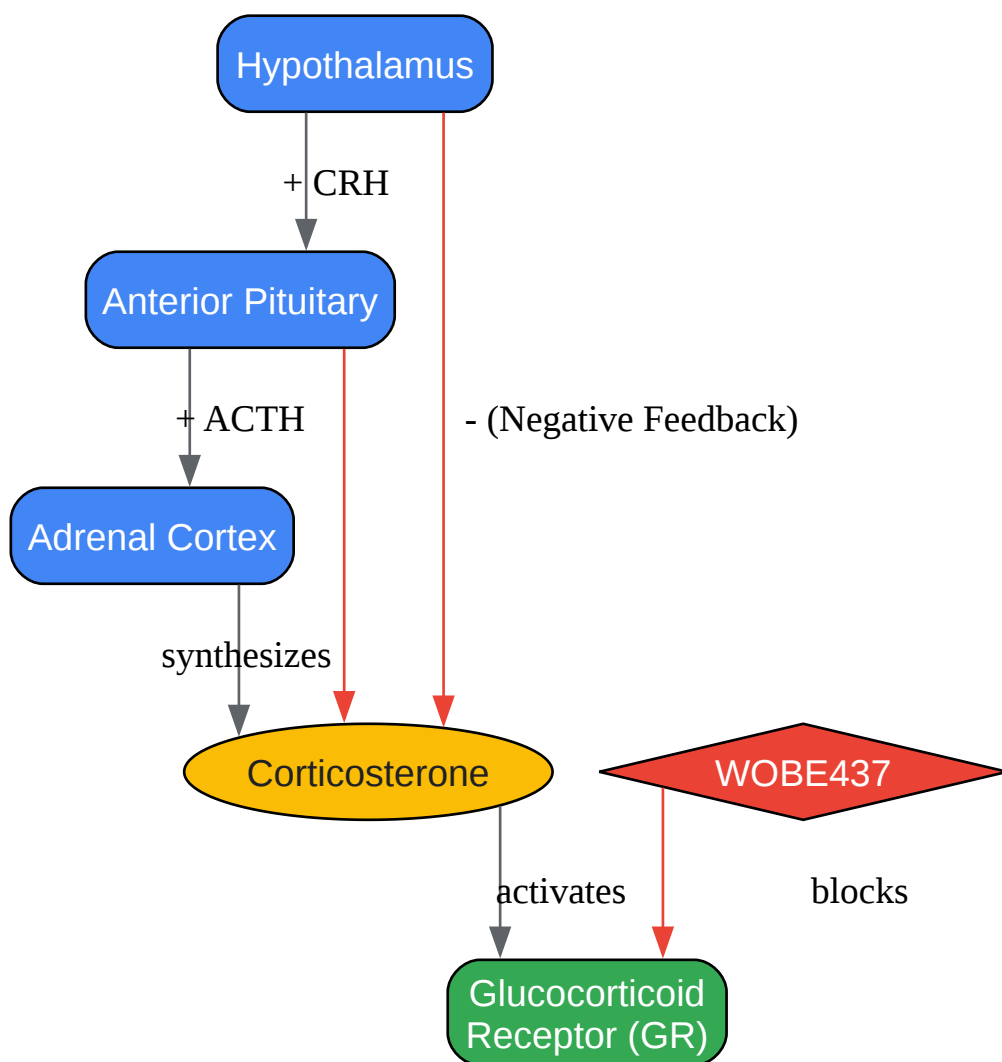 Hypothalamus
+ CRH
Anterior Pituitary
+ ACTH
- (Negative Feedback)
Adrenal Cortex
synthesizes
Corticosterone
WOBE437
activates
blocks
Glucocorticoid
Receptor (GR)